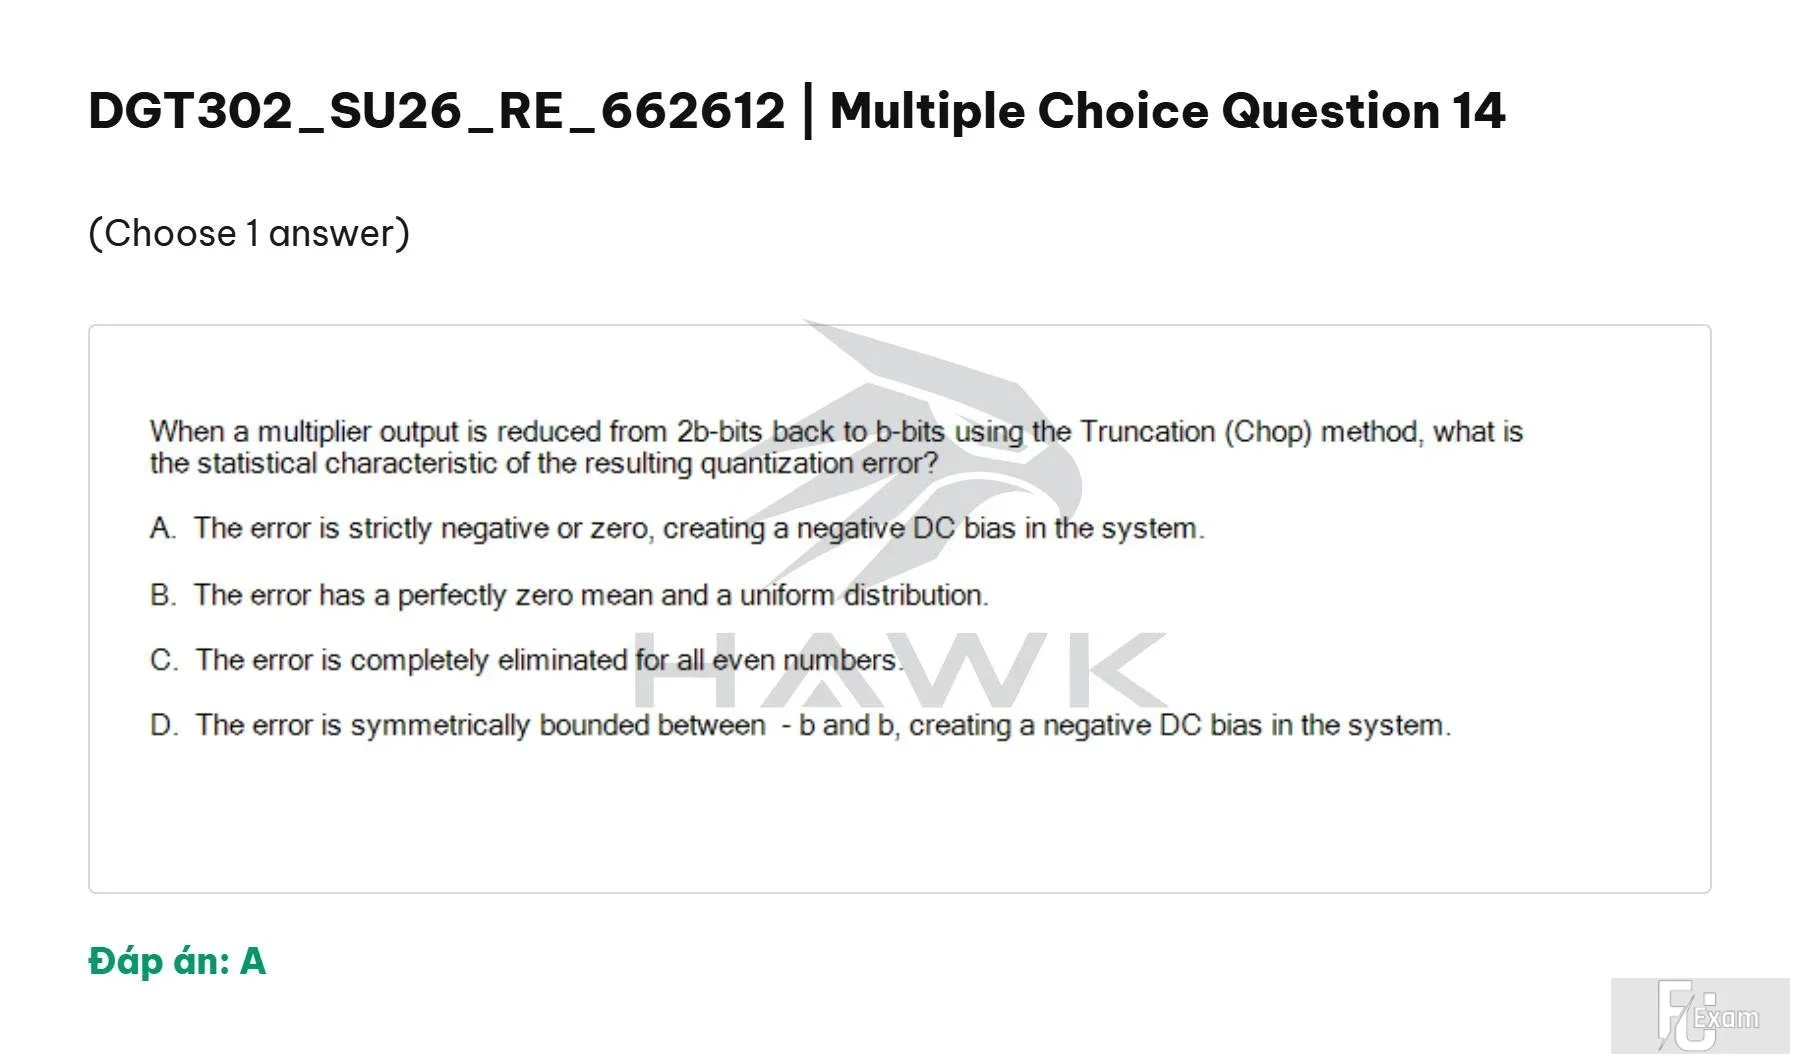 DGT302_SU26_RE_662612 | Multiple Choice Question 14
(Choose 1 answer)
When a multiplier output is reduced from 2b-bits back to b-bits using the Truncation (Chop) method, what is
the statistical characteristic of the resulting quantization error?
A. The error is strictly negative or zero, creating a negative DC bias in the system.
B. The error has a perfectly zero mean and a uniform distribution.
C. The error is completely eliminated for all even numbers.
D. The error is symmetrically bounded between - b and b, creating a negative DC bias in the system.
HAWK
Đáp án: A
FU Exam